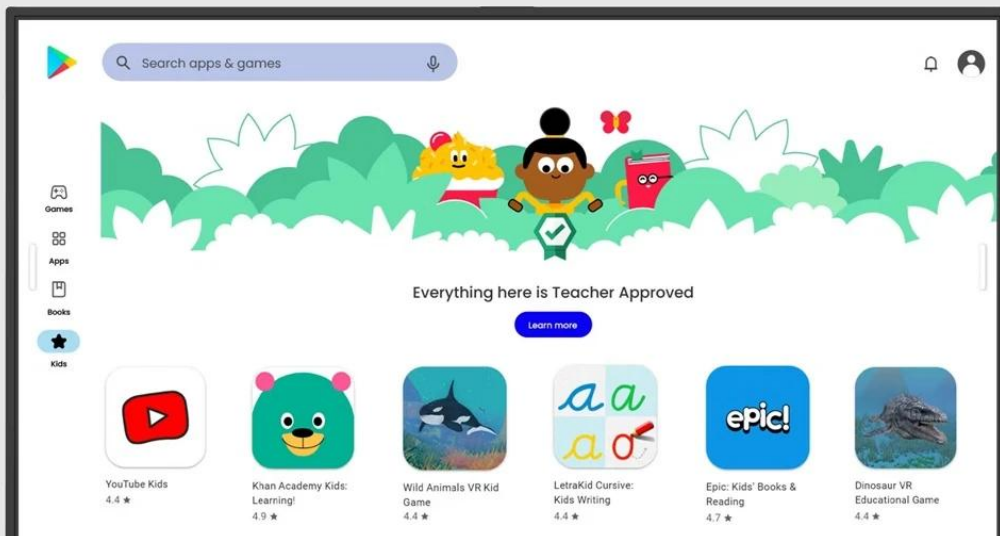 Search apps & games
Games
Apps
Books
Kids
Everything here is Teacher Approved
Learn more
a a
a a
epic!
YouTube Kids
4.4 ★
Khan Academy Kids:
Learning!
4.9 ★
Wild Animals VR Kid
Game
4.4 ★
LetraKid Cursive:
Kids Writing
4.4 ★
Epic: Kids' Books &
Reading
4.7 ★
Dinosaur VR
Educational Game
4.4 ★